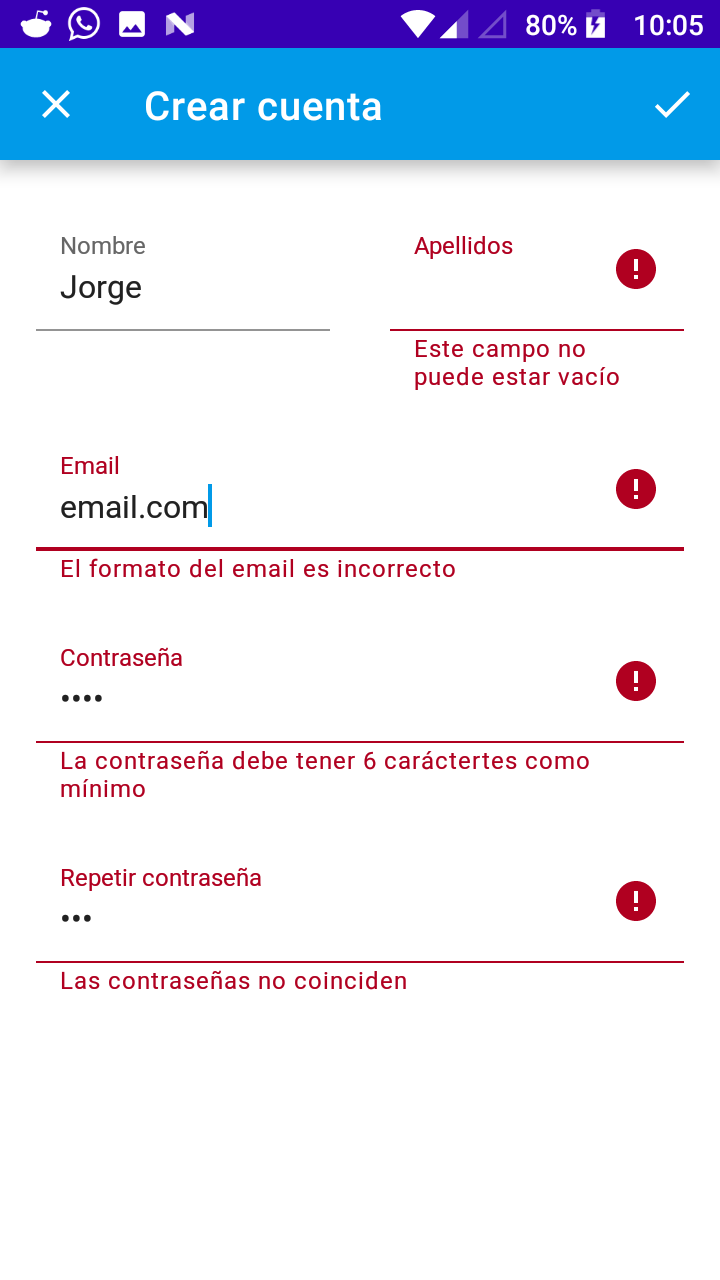 80% 10:05
Crear cuenta
Nombre
Jorge
Apellidos
Este campo no
puede estar vacío
Email
email.com
El formato del email es incorrecto
Contraseña
••••
La contraseña debe tener 6 caráctertes como
mínimo
Repetir contraseña
•••
Las contraseñas no coinciden